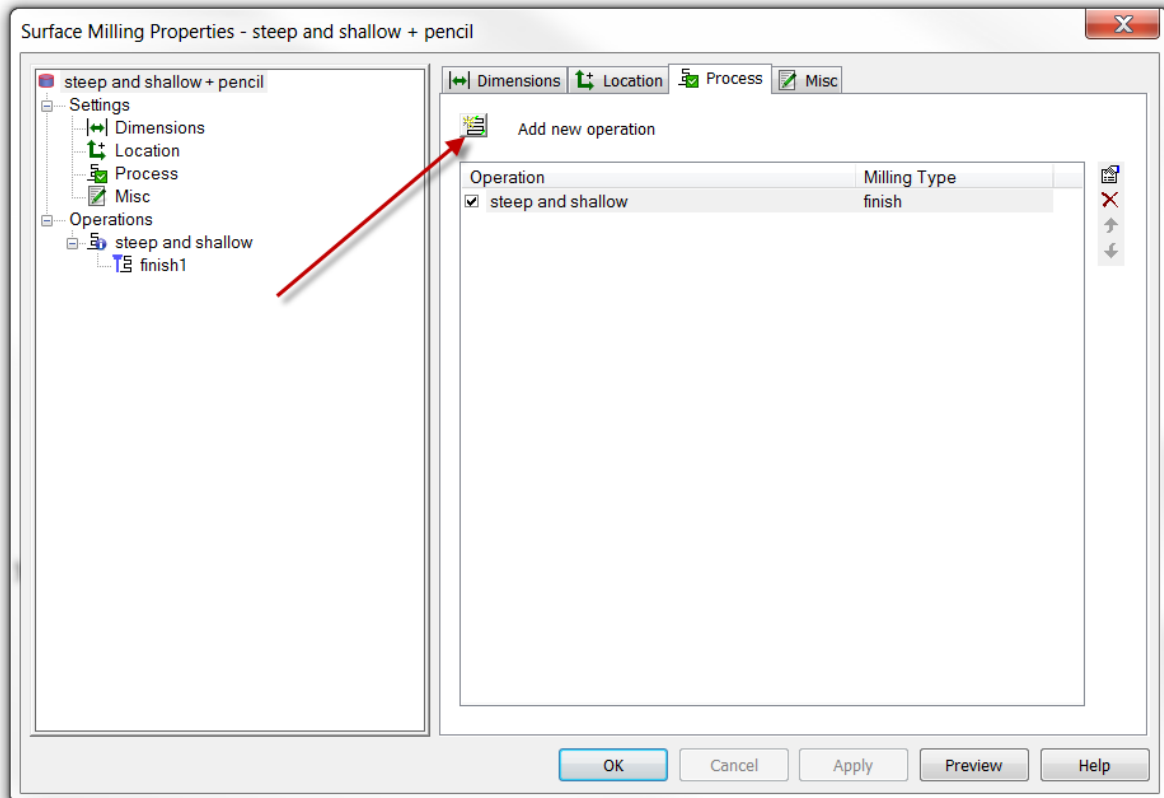 Surface Milling Properties - steep and shallow + pencil
X
steep and shallow + pencil
Settings
Dimensions
Location
Process
Misc
Operations
steep and shallow
finish1
Dimensions Location Process Misc
Add new operation
Operation Milling Type
steep and shallow finish
OK Cancel Apply Preview Help